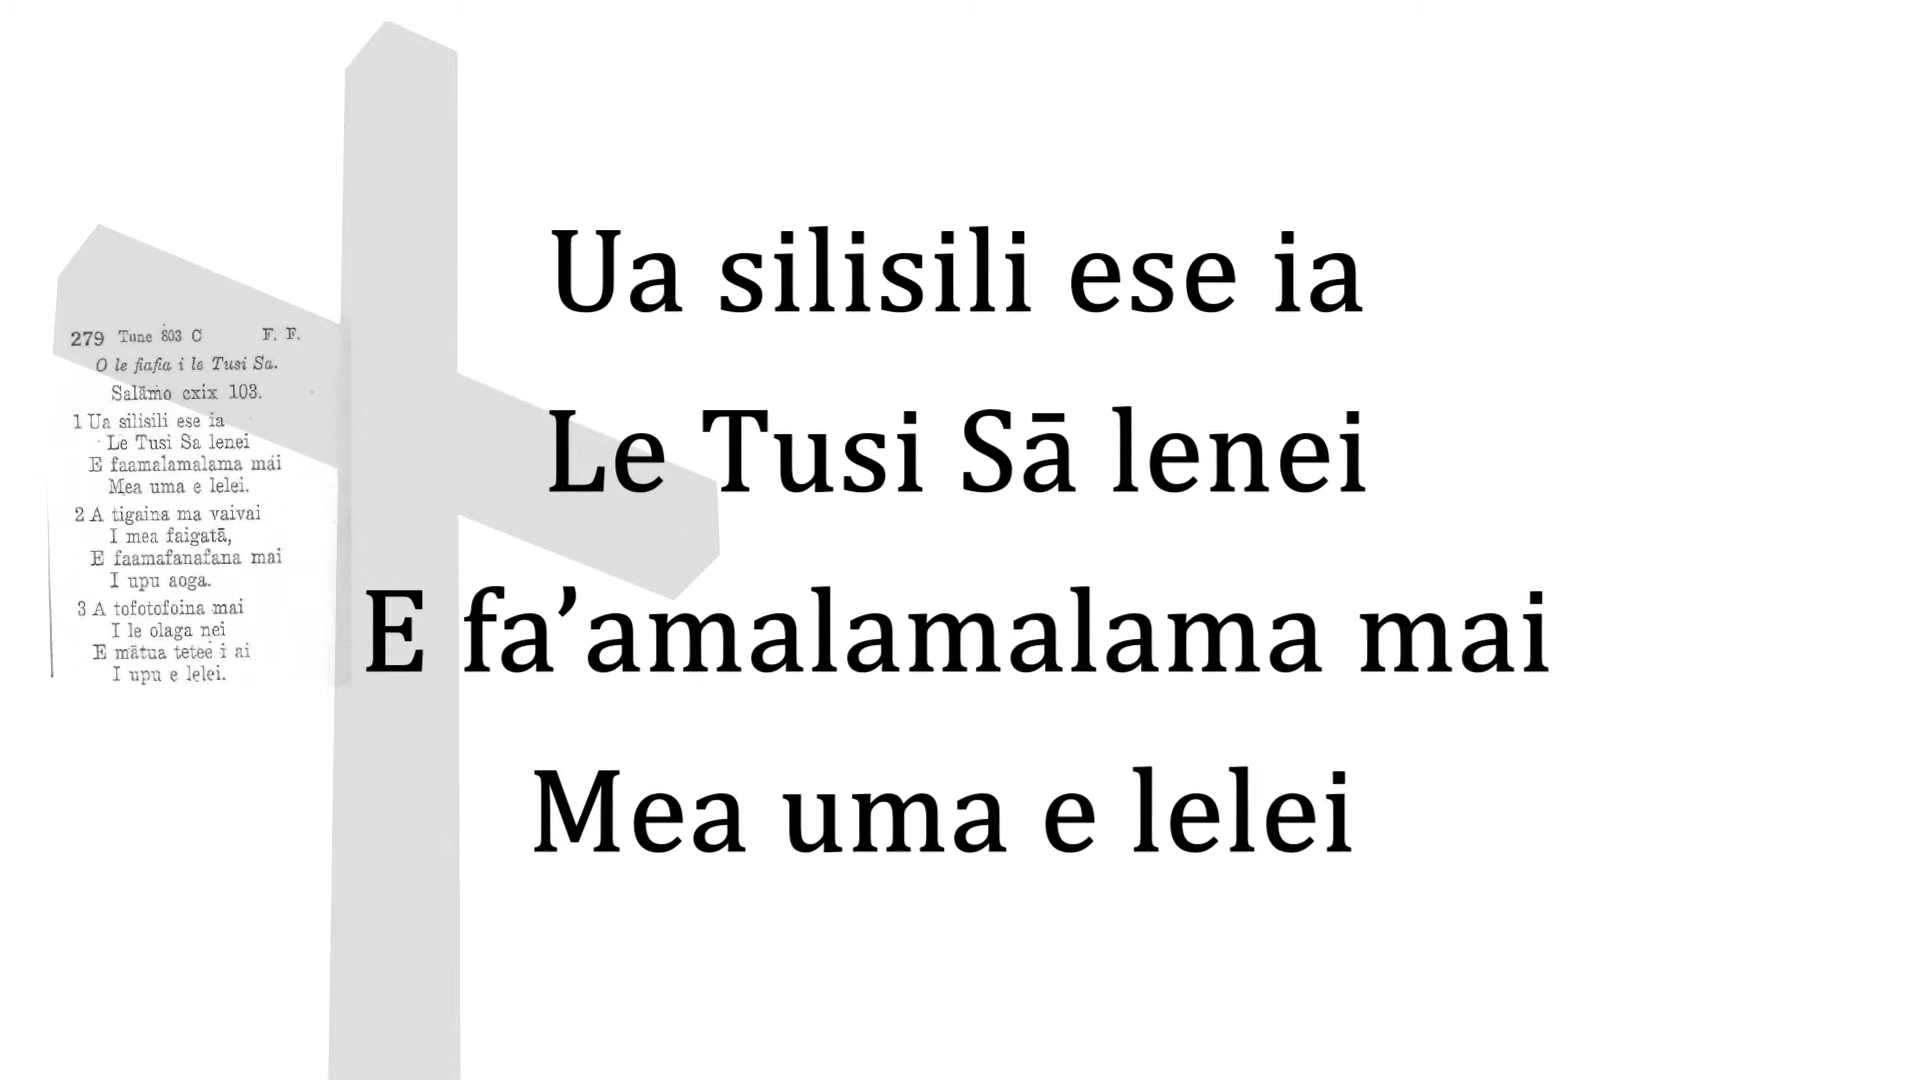 279 Tune 803 C F. F.
O le fiafia i le Tusi Sa.
Salāmo cxix 103.
1 Ua silisili ese ia
Le Tusi Sa lenei
E faamalamalama mai
Mea uma e lelei.
2 A tigaina ma vaivai
I mea faigatā,
E faamafanafana mai
I upu aoga.
3 A tofotofoina mai
I le olaga nei
E mātua tetee i ai
I upu e lelei.
Ua silisili ese ia
Le Tusi Sā lenei
E fa’amalamalama mai
Mea uma e lelei